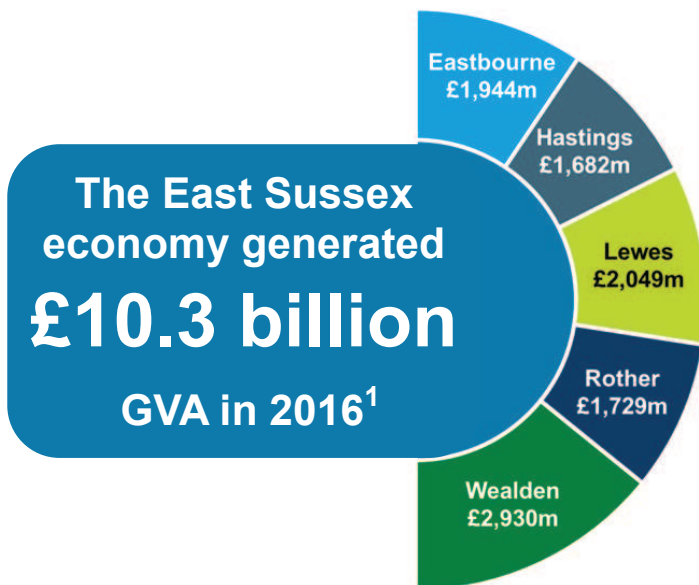 The East Sussex
economy generated
£10.3 billion
GVA in 2016¹
Eastbourne
£1,944m
Hastings
£1,682m
Lewes
£2,049m
Rother
£1,729m
Wealden
£2,930m